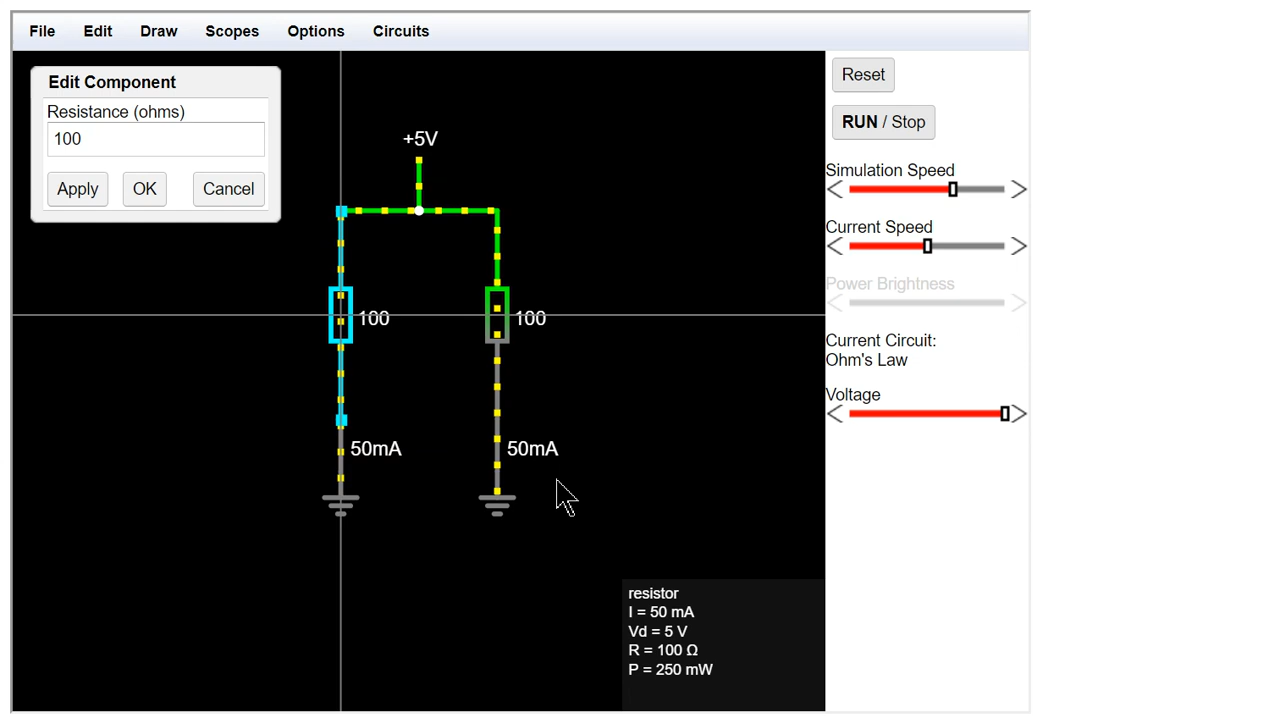 File Edit Draw Scopes Options Circuits
Edit Component
Resistance (ohms)
100
Apply OK Cancel
+5V
100 100
50mA 50mA
resistor
I = 50 mA
Vd = 5 V
R = 100 Ω
P = 250 mW
Reset
RUN / Stop
Simulation Speed
Current Speed
Power Brightness
Current Circuit:
Ohm's Law
Voltage